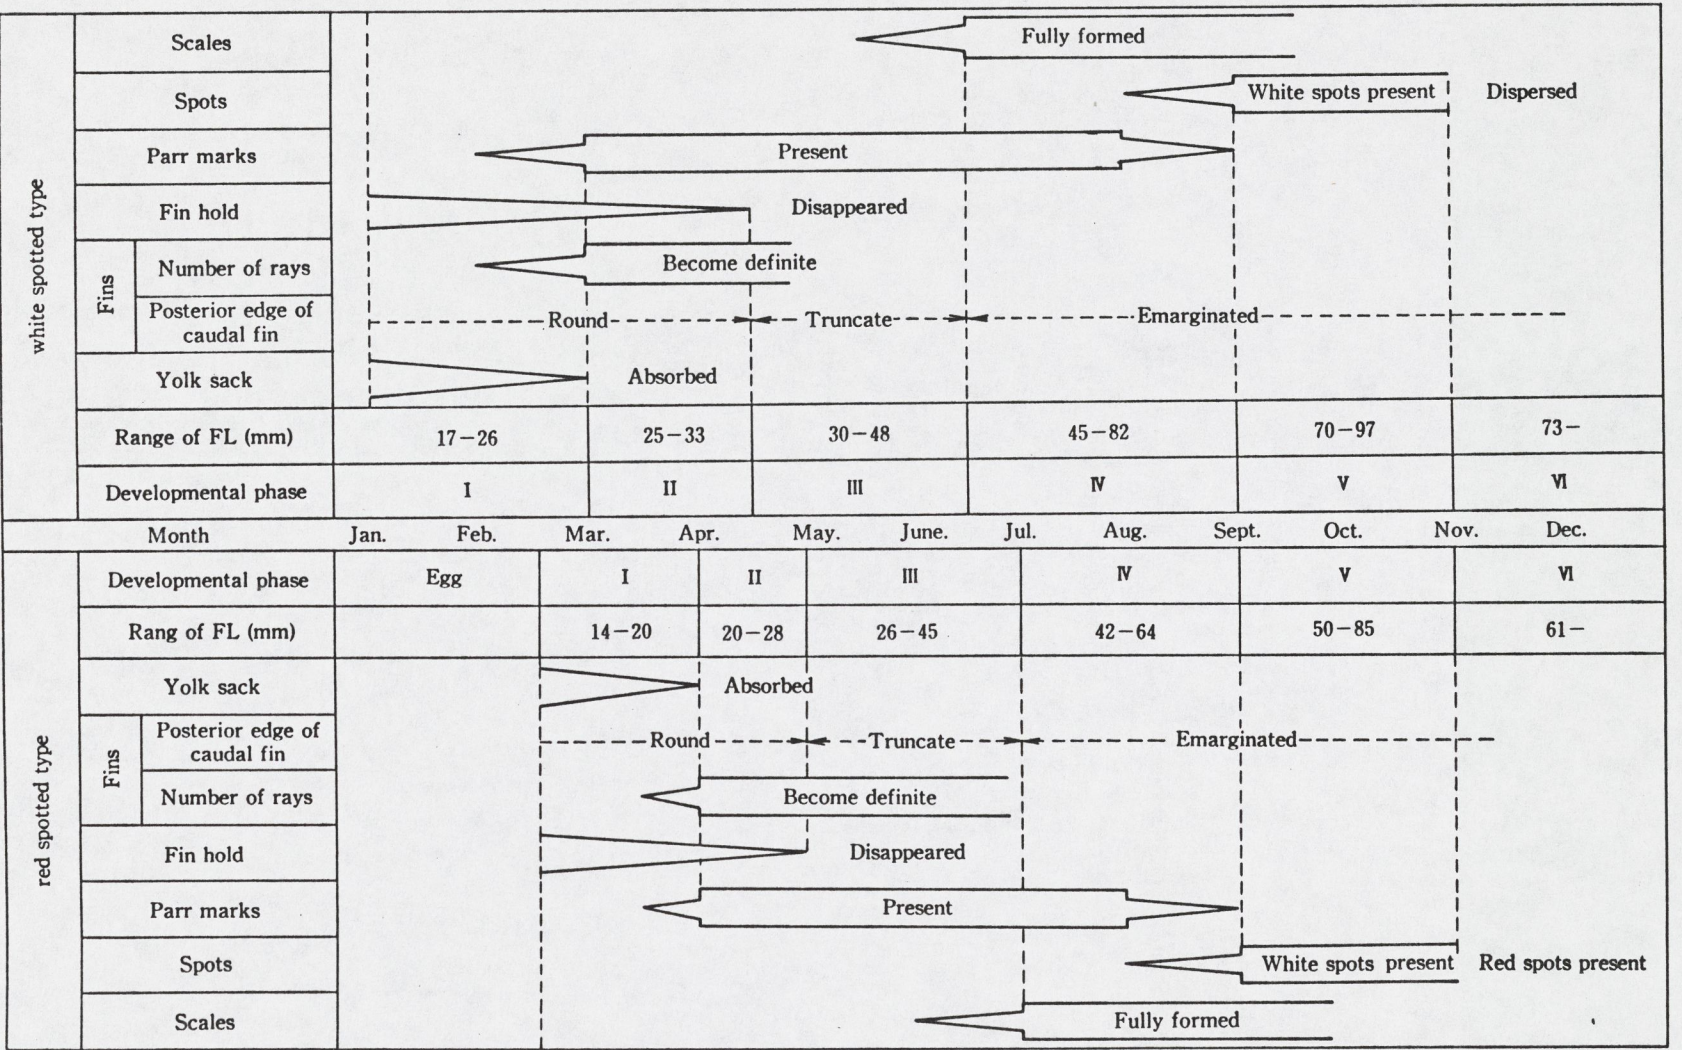 white spotted type
Scales
Fully formed
Spots
White spots present
Dispersed
Parr marks
Present
Fin hold
Disappeared
Fins
Number of rays
Become definite
Posterior edge of
caudal fin
Round
Truncate
Emarginated
Yolk sack
Absorbed
Range of FL (mm)
17-26
25-33
30-48
45-82
70-97
73-
Developmental phase
I
II
III
IV
V
VI
Month
Jan.
Feb.
Mar.
Apr.
May.
June.
Jul.
Aug.
Sept.
Oct.
Nov.
Dec.
red spotted type
Developmental phase
Egg
I
II
III
IV
V
VI
Rang of FL (mm)
14-20
20-28
26-45
42-64
50-85
61-
Yolk sack
Absorbed
Fins
Posterior edge of
caudal fin
Round
Truncate
Emarginated
Number of rays
Become definite
Fin hold
Disappeared
Parr marks
Present
Spots
White spots present
Red spots present
Scales
Fully formed